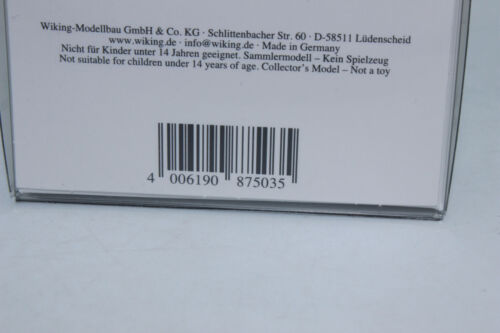 Wiking-Modellbau GmbH & Co. KG · Schlittenbacher Str. 60 · D-58511 Lüdenscheid
www.wiking.de · info@wiking.de · Made in Germany
Nicht für Kinder unter 14 Jahren geeignet. Sammlermodell – Kein Spielzeug
Not suitable for children under 14 years of age. Collector's Model – Not a toy
4 006190 875035